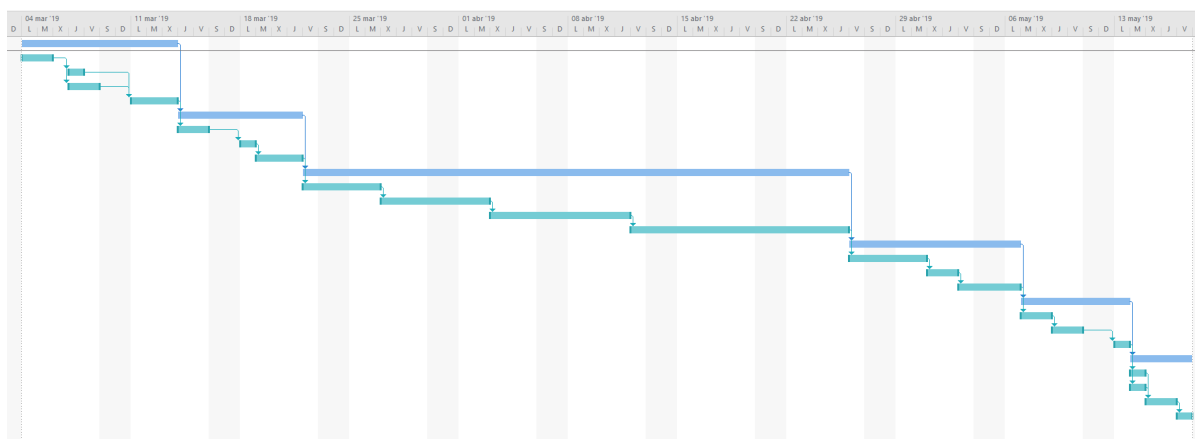 04 mar '19 11 mar '19 18 mar '19 25 mar '19 01 abr '19 08 abr '19 15 abr '19 22 abr '19 29 abr '19 06 may '19 13 may '19
D L M X J V S D L M X J V S D L M X J V S D L M X J V S D L M X J V S D L M X J V S D L M X J V S D L M X J V S D L M X J V S D L M X J V S D L M X J V